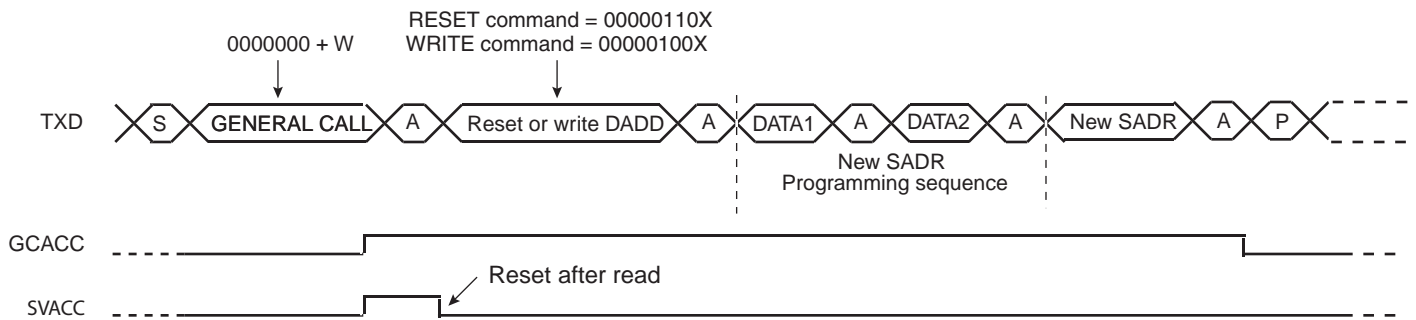 RESET command = 00000110X
0000000 + W WRITE command = 00000100X
TXD S GENERAL CALL A Reset or write DADD A DATA1 A DATA2 A New SADR A P
New SADR
Programming sequence
GCACC
Reset after read
SVACC